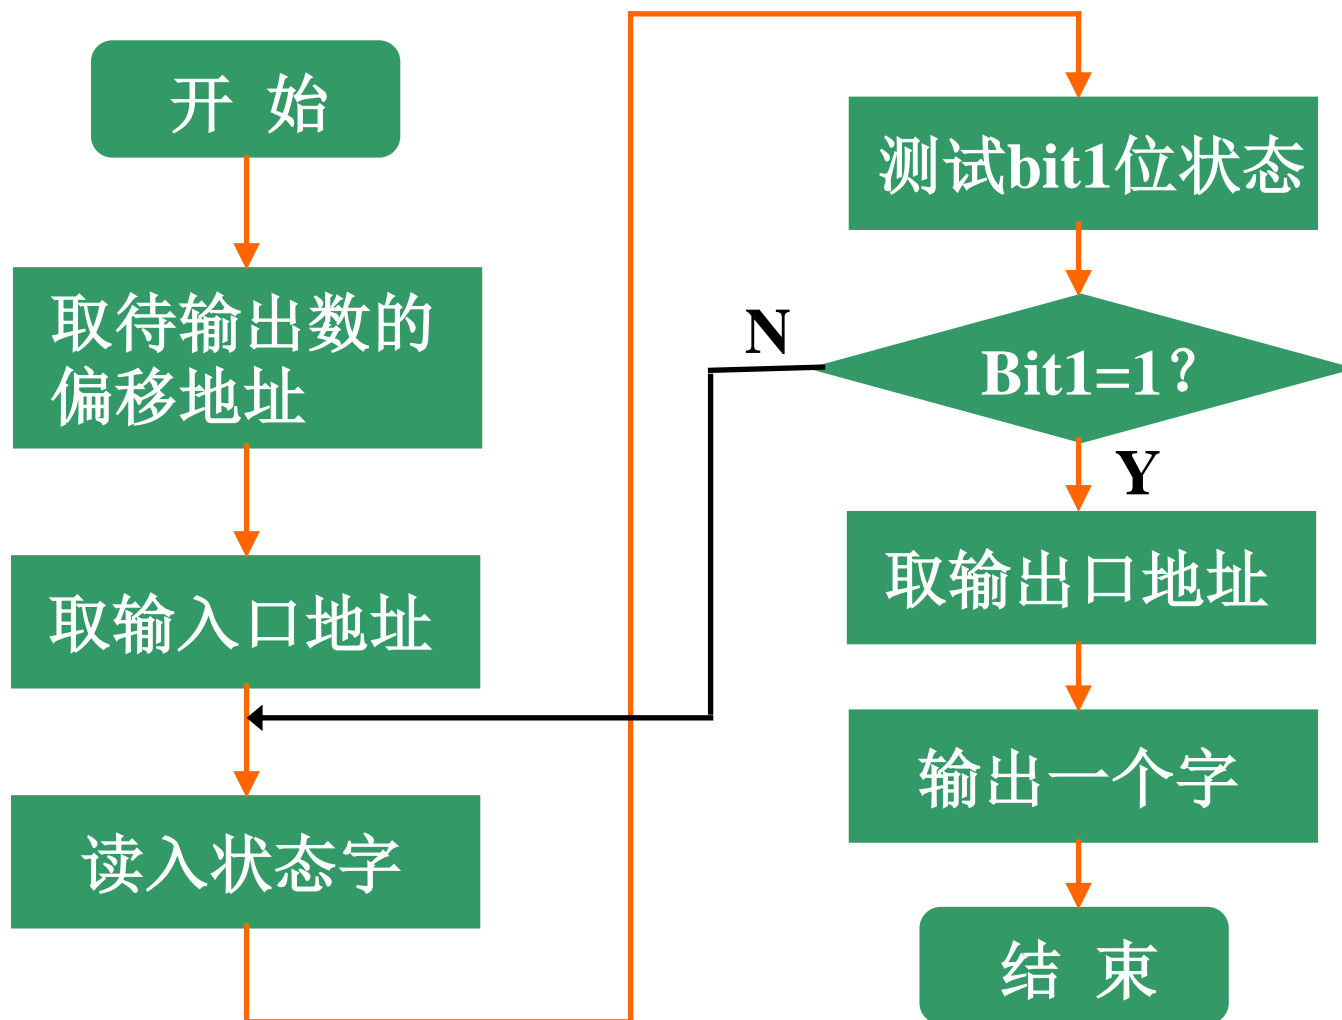 开 始
取待输出数的
偏移地址
取输入口地址
读入状态字
测试bit1位状态
Bit1=1?
N
Y
取输出口地址
输出一个字
结 束